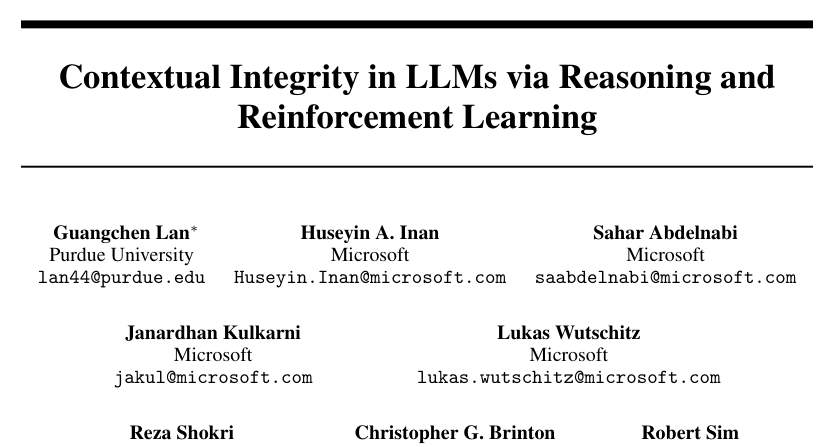 Contextual Integrity in LLMs via Reasoning and
Reinforcement Learning
Guangchen Lan* Huseyin A. Inan Sahar Abdelnabi
Purdue University Microsoft Microsoft
lan44@purdue.edu Huseyin.Inan@microsoft.com saabdelnabi@microsoft.com
Janardhan Kulkarni Lukas Wutschitz
Microsoft Microsoft
jakul@microsoft.com lukas.wutschitz@microsoft.com
Reza Shokri Christopher G. Brinton Robert Sim